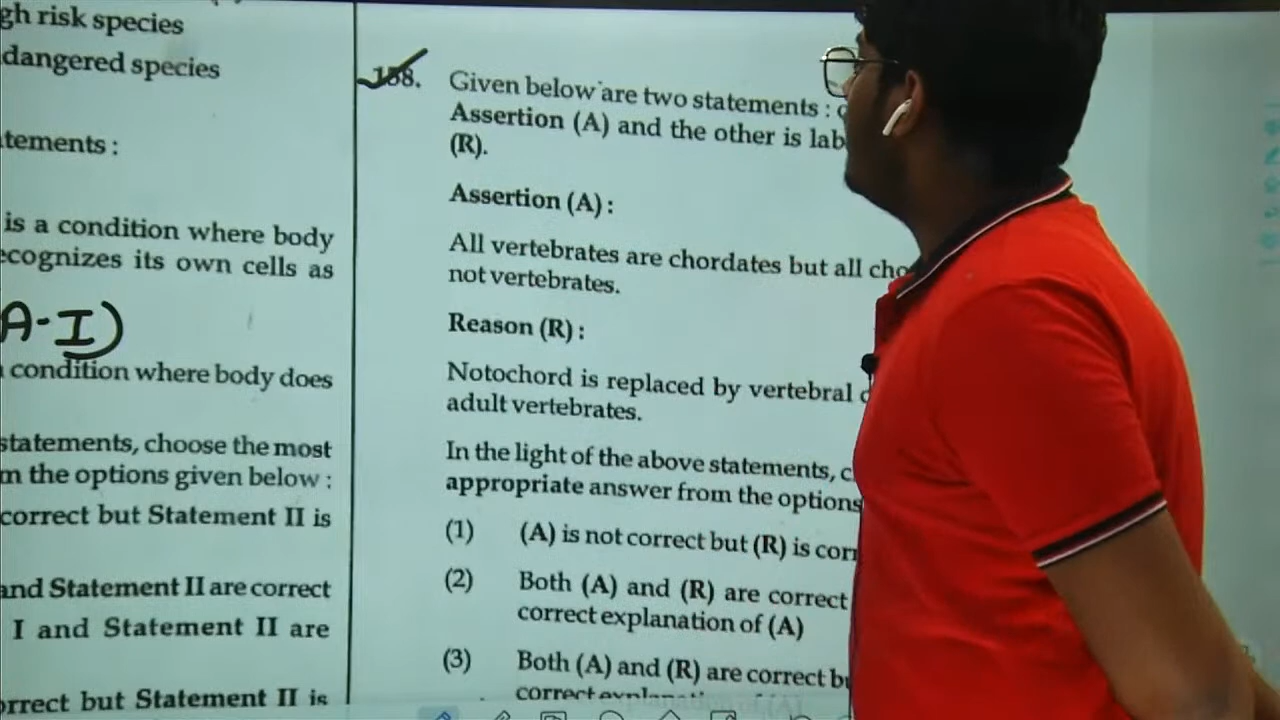 gh risk species
dangered species
tements :
is a condition where body
ecognizes its own cells as
A-I)
condition where body does
statements, choose the most
m the options given below :
correct but Statement II is
and Statement II are correct
I and Statement II are
orrect but Statement II is
158. Given below are two statements :
Assertion (A) and the other is lab
(R).
Assertion (A) :
All vertebrates are chordates but all cho
not vertebrates.
Reason (R) :
Notochord is replaced by vertebral c
adult vertebrates.
In the light of the above statements, c
appropriate answer from the options
(1) (A) is not correct but (R) is corr
(2) Both (A) and (R) are correct
correct explanation of (A)
(3) Both (A) and (R) are correct bu
correct